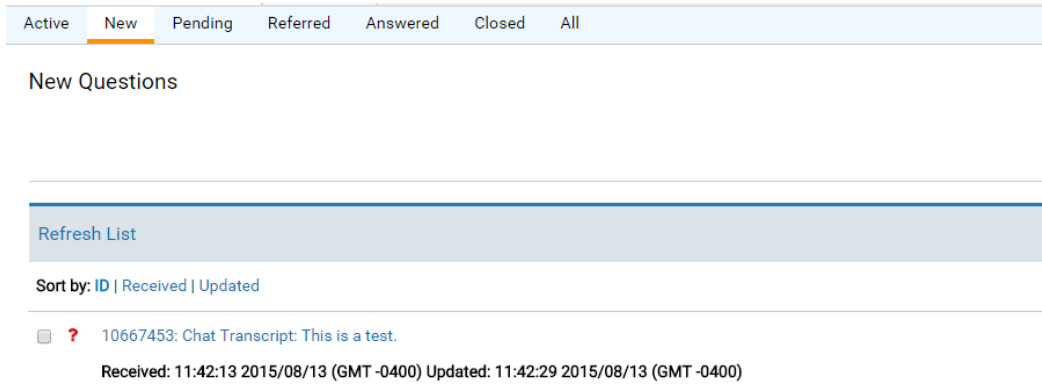 Active New Pending Referred Answered Closed All
New Questions
Refresh List
Sort by: ID | Received | Updated
? 10667453: Chat Transcript: This is a test.
Received: 11:42:13 2015/08/13 (GMT -0400) Updated: 11:42:29 2015/08/13 (GMT -0400)